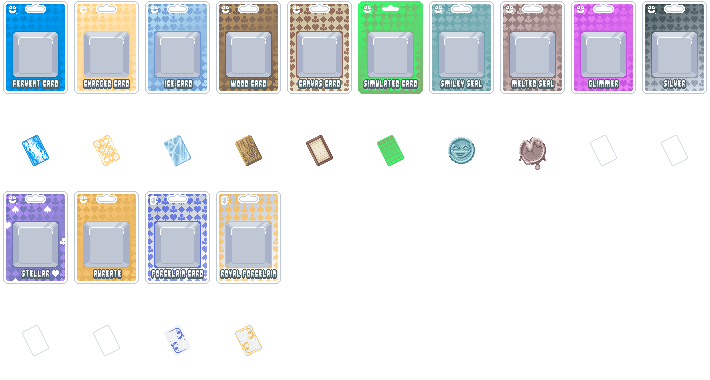 FERVENT CARD
CHARGED CARD
ICE CARD
WOOD CARD
CANVAS CARD
SIMULATED CARD
SMILEY SEAL
MELTED SEAL
GLIMMER
SILVER
STELLAR
AUREATE
PORCELAIN CARD
ROYAL PORCELAIN